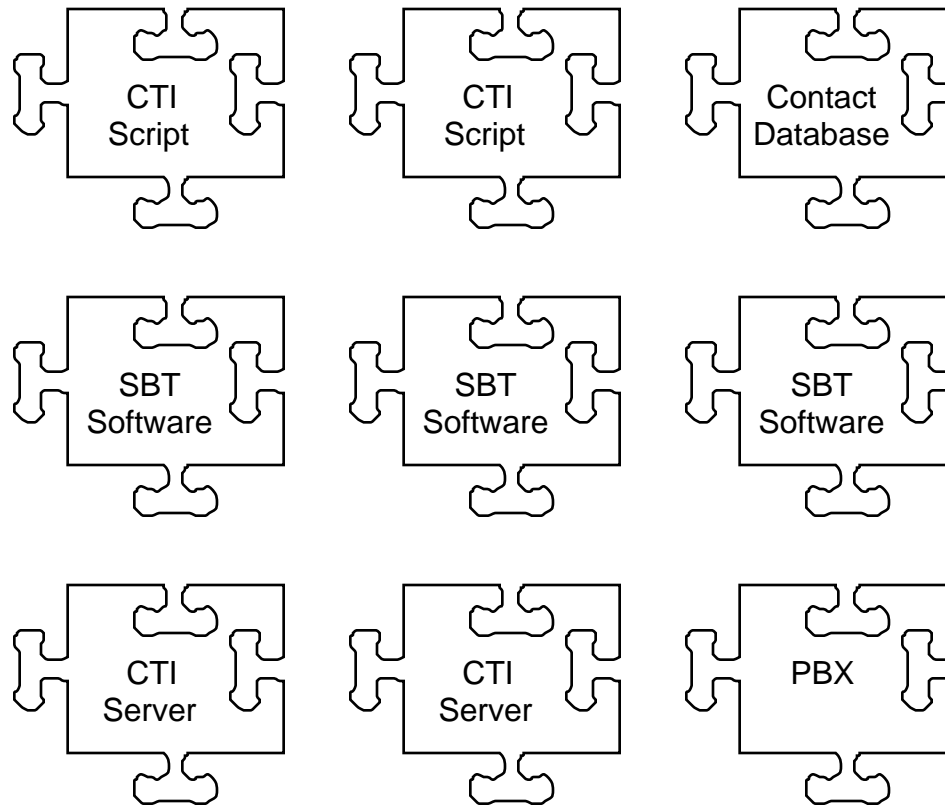 CTI
Script
CTI
Script
Contact
Database
SBT
Software
SBT
Software
SBT
Software
CTI
Server
CTI
Server
PBX